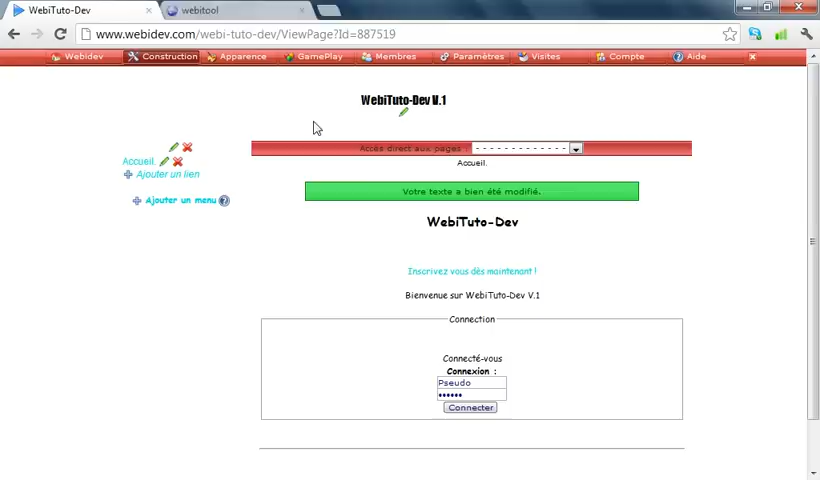 WebiTuto-Dev
webitool
www.webidev.com/webi-tuto-dev/ViewPage?Id=887519
Webidev Construction Apparence GamePlay Membres Paramètres Visites Compte Aide
WebiTuto-Dev V.1
Accès direct aux pages : - - - - - - - - - - - - -
Accueil.
Accueil.
Ajouter un lien
Ajouter un menu
Votre texte a bien été modifié.
WebiTuto-Dev
Inscrivez vous dès maintenant !
Bienvenue sur WebiTuto-Dev V.1
Connection
Connecté-vous
Connexion :
Pseudo
••••••
Connecter